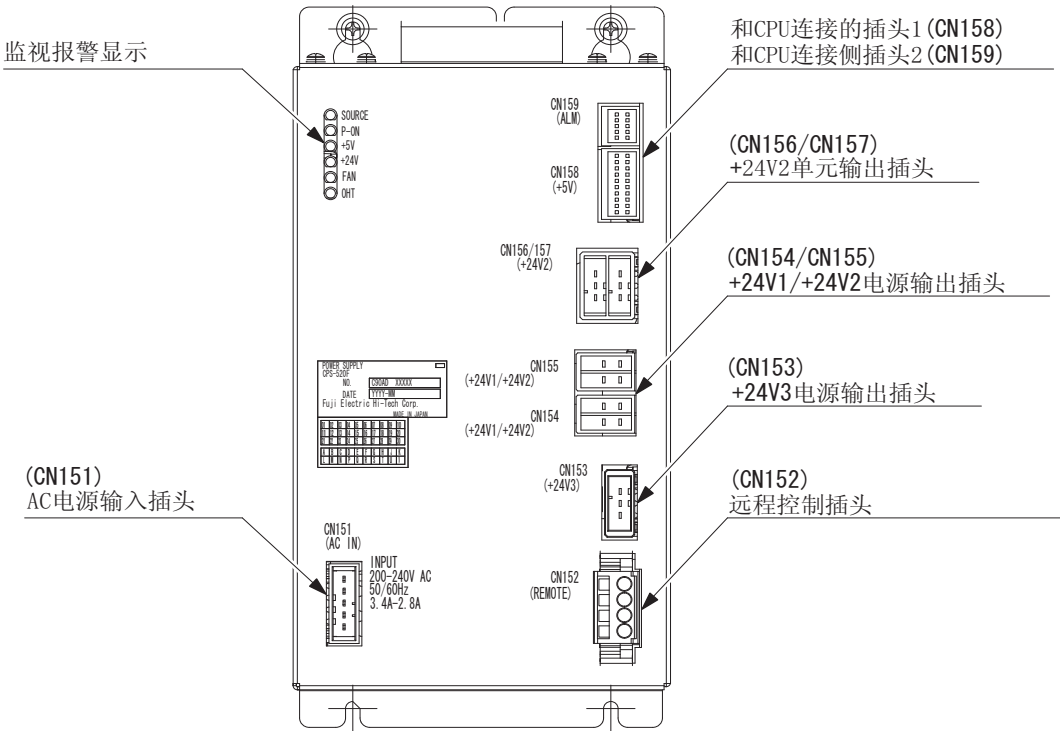 监视报警显示
SOURCE
P-ON
+5V
+24V
FAN
OHT
和CPU连接的插头1(CN158)
和CPU连接侧插头2(CN159)
CN159
(ALM)
CN158
(+5V)
(CN156/CN157)
+24V2单元输出插头
CN156/157
(+24V2)
(CN154/CN155)
+24V1/+24V2电源输出插头
CN155
(+24V1/+24V2)
CN154
(+24V1/+24V2)
POWER SUPPLY
CPS-520F
NO. C90AD XXXXX
DATE YYYY-MM
Fuji Electric Hi-Tech Corp.
MADE IN JAPAN
(CN153)
+24V3电源输出插头
CN153
(+24V3)
(CN151)
AC电源输入插头
CN151
(AC IN)
INPUT
200-240V AC
50/60Hz
3.4A-2.8A
(CN152)
远程控制插头
CN152
(REMOTE)